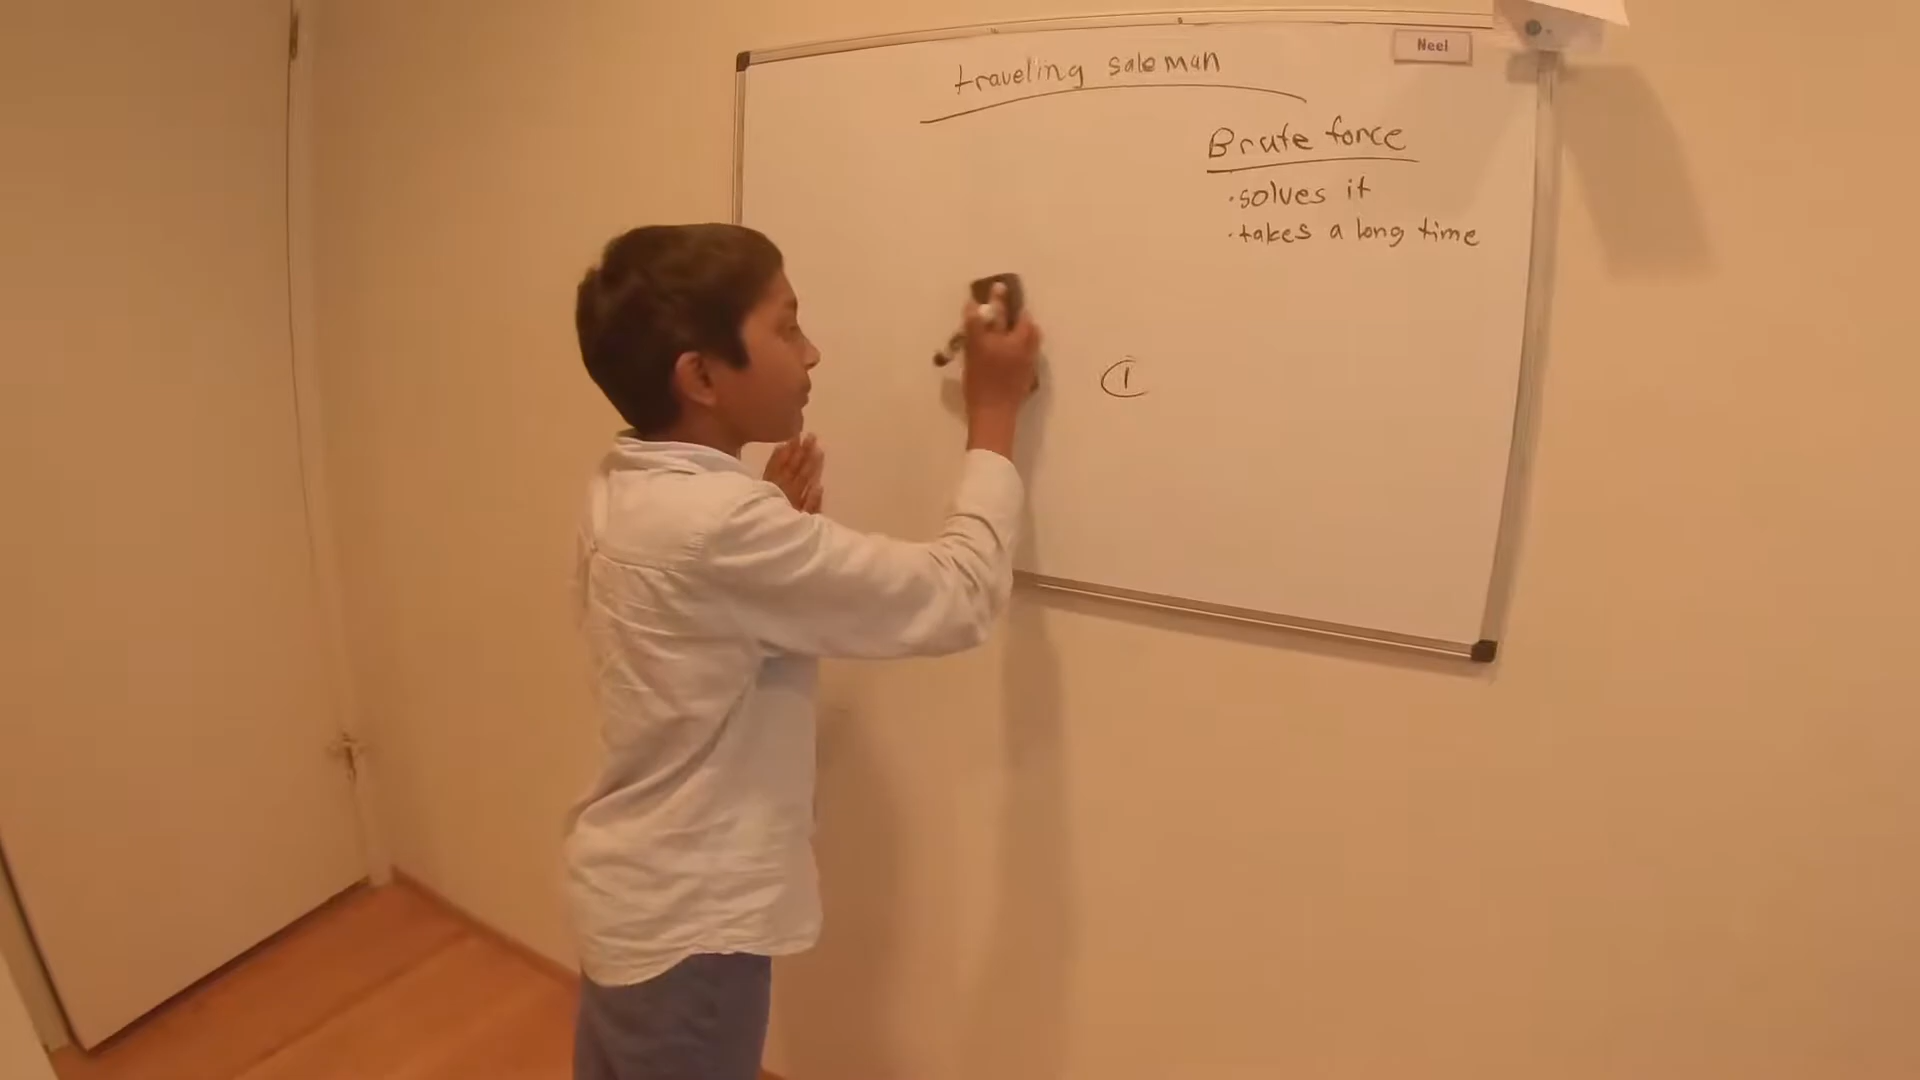 Neel
traveling saleman
Brute force
·solves it
·takes a long time
1